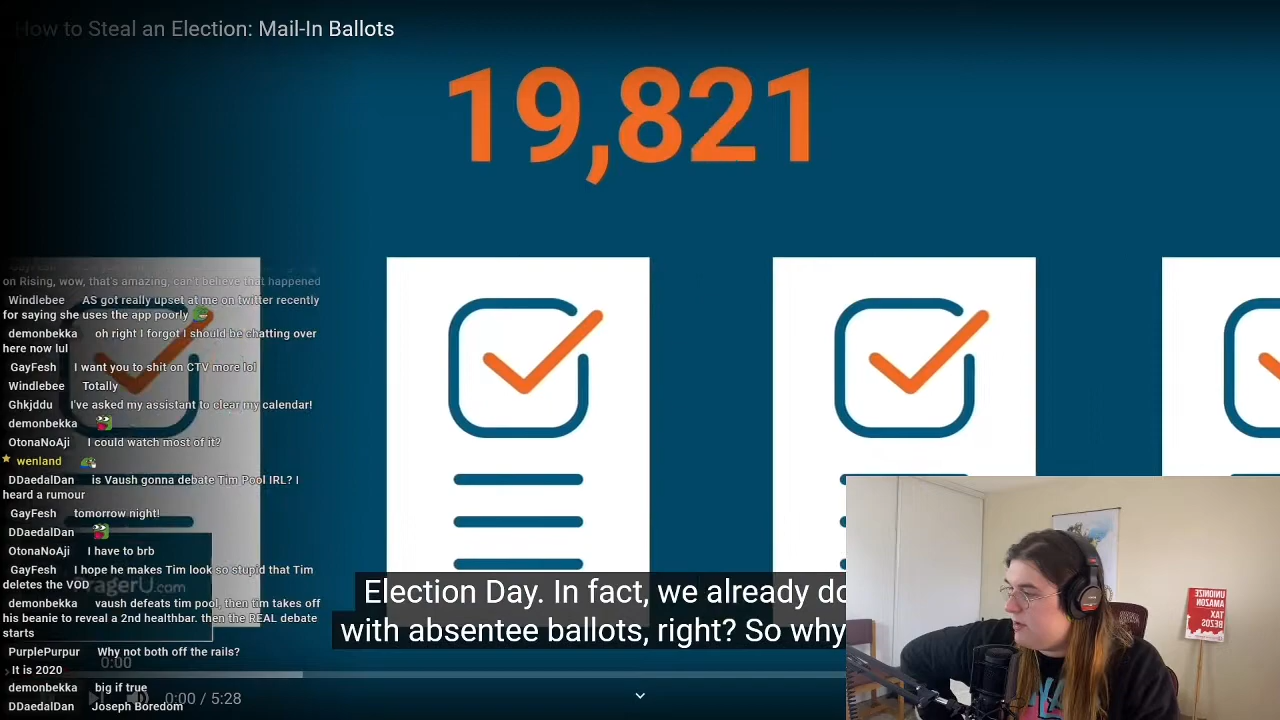 How to Steal an Election: Mail-In Ballots
19,821
on Rising, wow, that's amazing, can't believe that happened
Windlebee AS got really upset at me on twitter recently
for saying she uses the app poorly
demonbekka oh right I forgot I should be chatting over
here now lul
GayFesh I want you to shit on CTV more lol
Windlebee Totally
Ghkjddu I've asked my assistant to clear my calendar!
demonbekka
OtonaNoAji I could watch most of it?
wenland
DDaedalDan is Vaush gonna debate Tim Pool IRL? I
heard a rumour
GayFesh tomorrow night!
DDaedalDan
OtonaNoAji I have to brb
GayFesh I hope he makes Tim look so stupid that Tim
deletes the VOD
demonbekka vaush defeats tim pool, then tim takes off
his beanie to reveal a 2nd healthbar. then the REAL debate
starts
PurplePurpur Why not both off the rails?
It is 2020
demonbekka big if true
DDaedalDan Joseph Boredom
ragerU.com
Election Day. In fact, we already do
with absentee ballots, right? So why
0:00
0:00 / 5:28
UNIONIZE
AMAZON
TAX
BEZOS